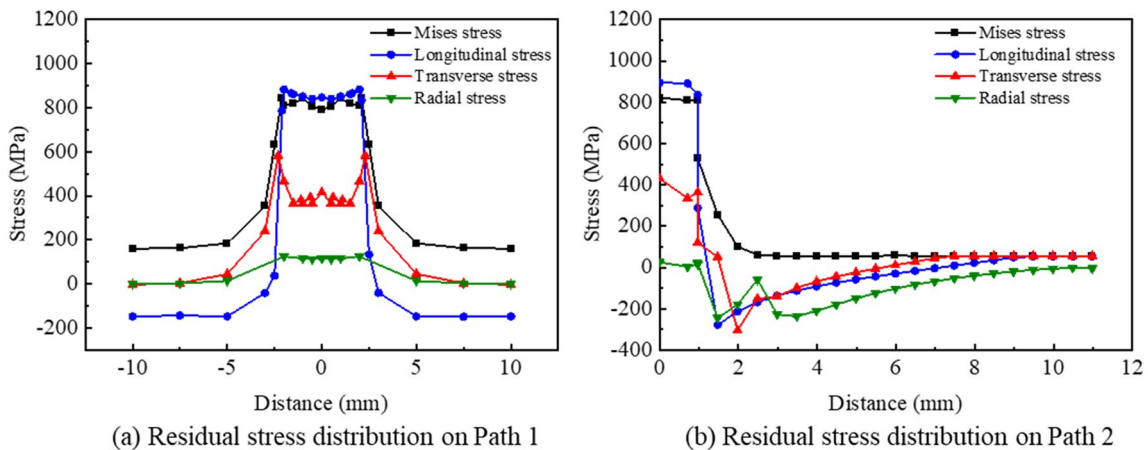 1200
1000
800
600
400
200
0
-200
Stress (MPa)
Mises stress
Longitudinal stress
Transverse stress
Radial stress
-10 -5 0 5 10
Distance (mm)
(a) Residual stress distribution on Path 1
1200
1000
800
600
400
200
0
-200
-400
Stress (MPa)
Mises stress
Longitudinal stress
Transverse stress
Radial stress
0 2 4 6 8 10 12
Distance (mm)
(b) Residual stress distribution on Path 2